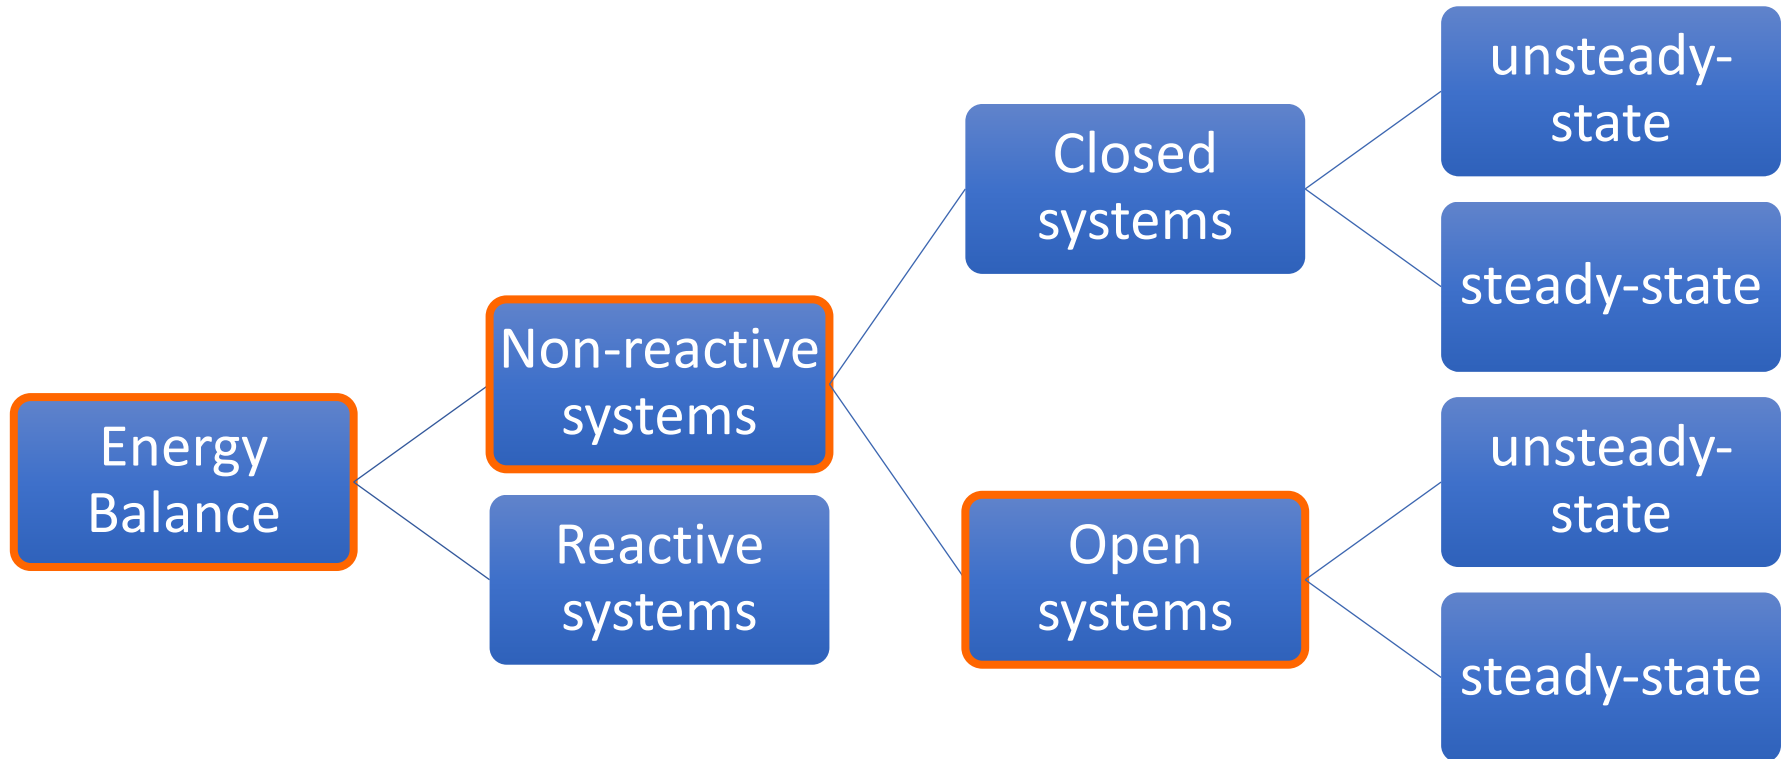 Energy
Balance
Non-reactive
systems
Reactive
systems
Closed
systems
Open
systems
unsteady-
state
steady-state
unsteady-
state
steady-state